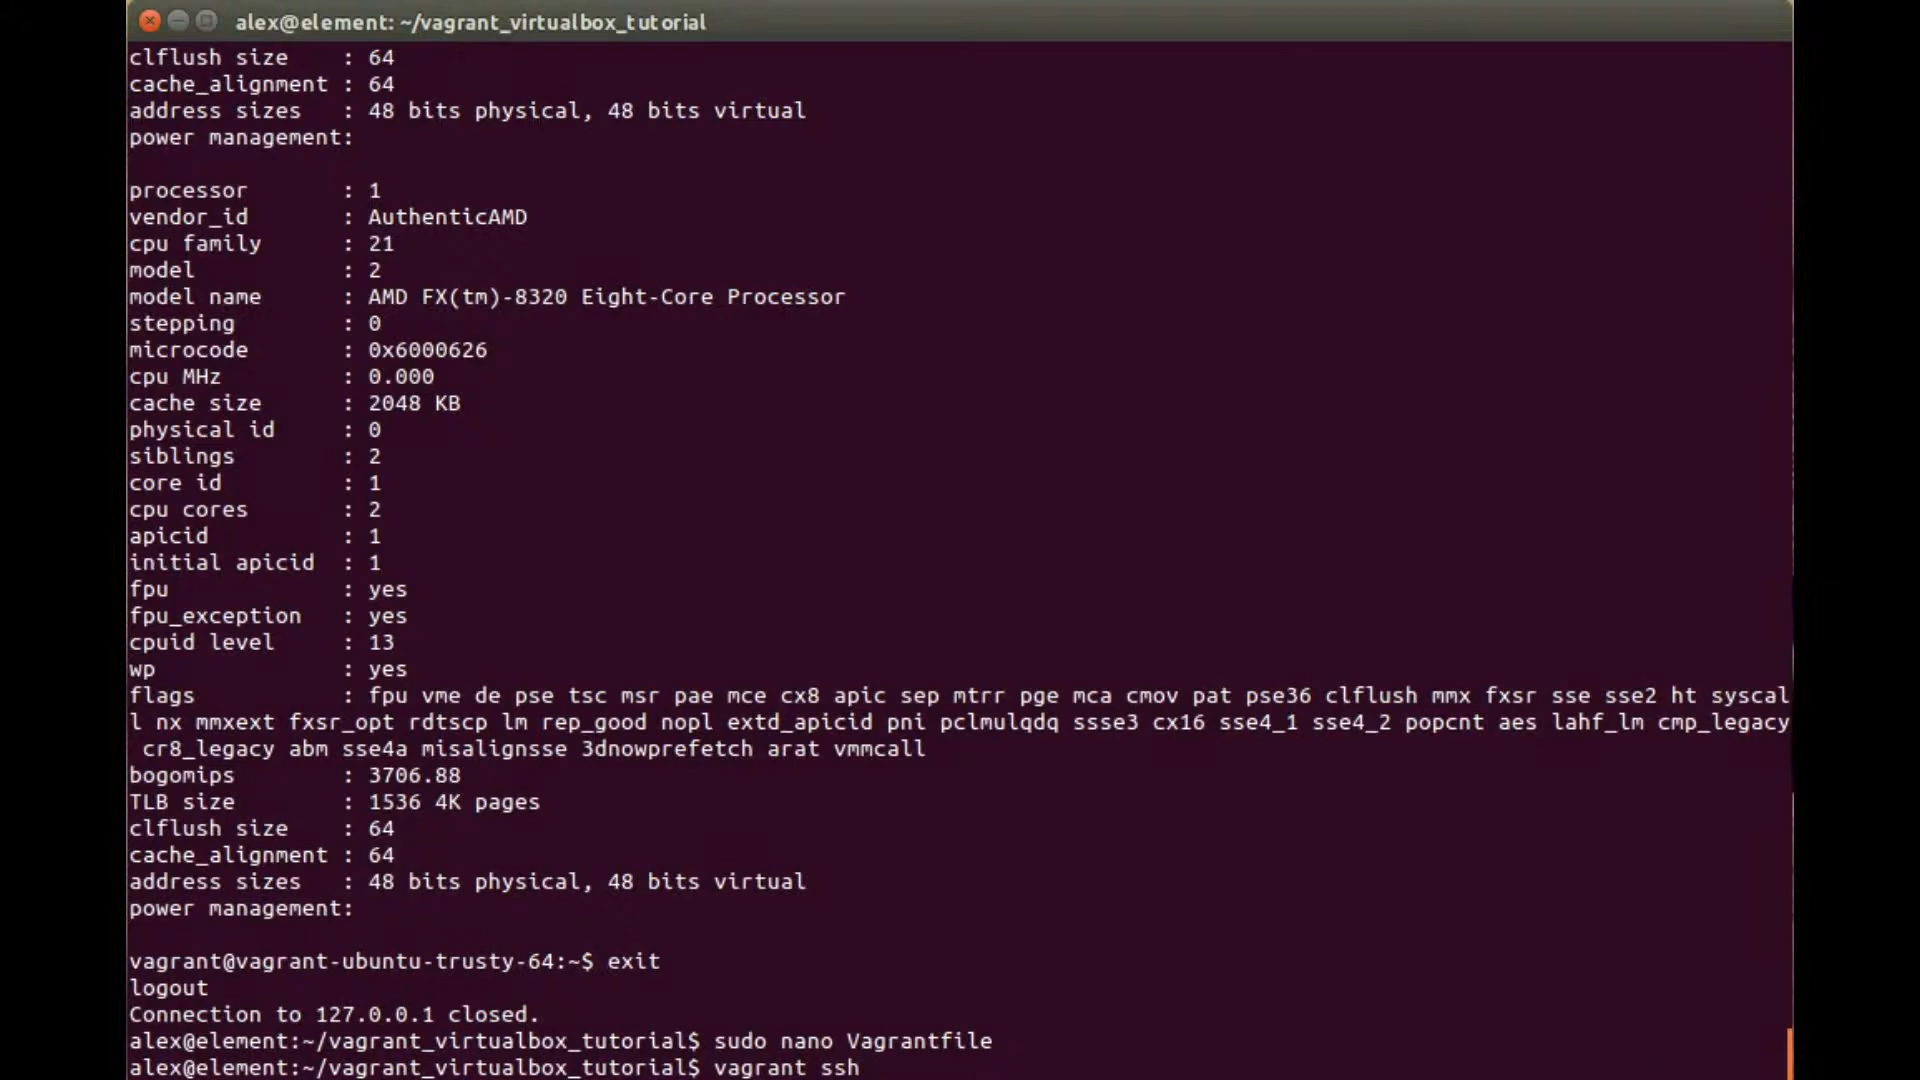 alex@element: ~/vagrant_virtualbox_tutorial
clflush size    : 64
cache_alignment : 64
address sizes   : 48 bits physical, 48 bits virtual
power management:
processor       : 1
vendor_id       : AuthenticAMD
cpu family      : 21
model           : 2
model name      : AMD FX(tm)-8320 Eight-Core Processor
stepping        : 0
microcode       : 0x6000626
cpu MHz         : 0.000
cache size      : 2048 KB
physical id     : 0
siblings        : 2
core id         : 1
cpu cores       : 2
apicid          : 1
initial apicid  : 1
fpu             : yes
fpu_exception   : yes
cpuid level     : 13
wp              : yes
flags           : fpu vme de pse tsc msr pae mce cx8 apic sep mtrr pge mca cmov pat pse36 clflush mmx fxsr sse sse2 ht syscal
l nx mmxext fxsr_opt rdtscp lm rep_good nopl extd_apicid pni pclmulqdq ssse3 cx16 sse4_1 sse4_2 popcnt aes lahf_lm cmp_legacy
cr8_legacy abm sse4a misalignsse 3dnowprefetch arat vmmcall
bogomips        : 3706.88
TLB size        : 1536 4K pages
clflush size    : 64
cache_alignment : 64
address sizes   : 48 bits physical, 48 bits virtual
power management:
vagrant@vagrant-ubuntu-trusty-64:~$ exit
logout
Connection to 127.0.0.1 closed.
alex@element:~/vagrant_virtualbox_tutorial$ sudo nano Vagrantfile
alex@element:~/vagrant_virtualbox_tutorial$ vagrant ssh